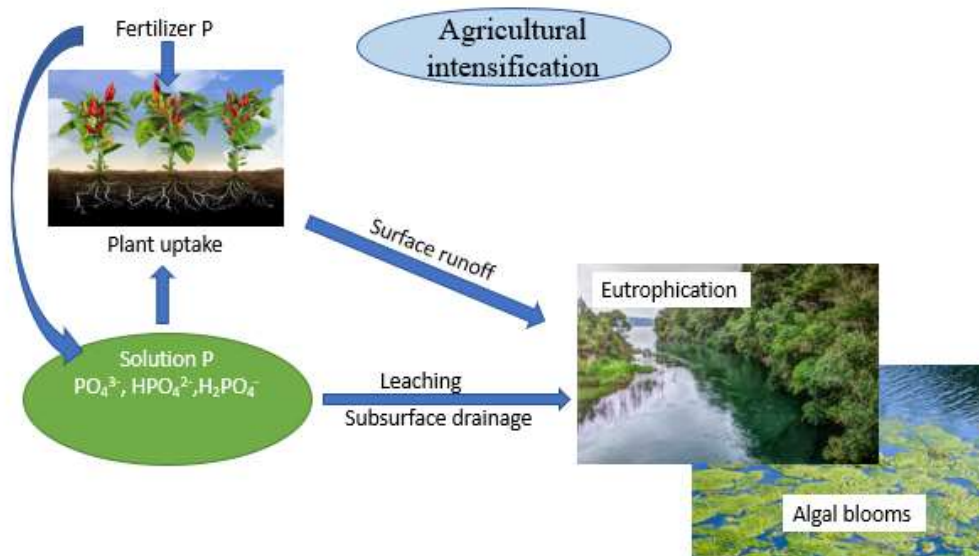 Fertilizer P
Agricultural
intensification
Plant uptake
Surface runoff
Eutrophication
Solution P
PO₄³⁻, HPO₄²⁻,H₂PO₄⁻
Leaching
Subsurface drainage
Algal blooms